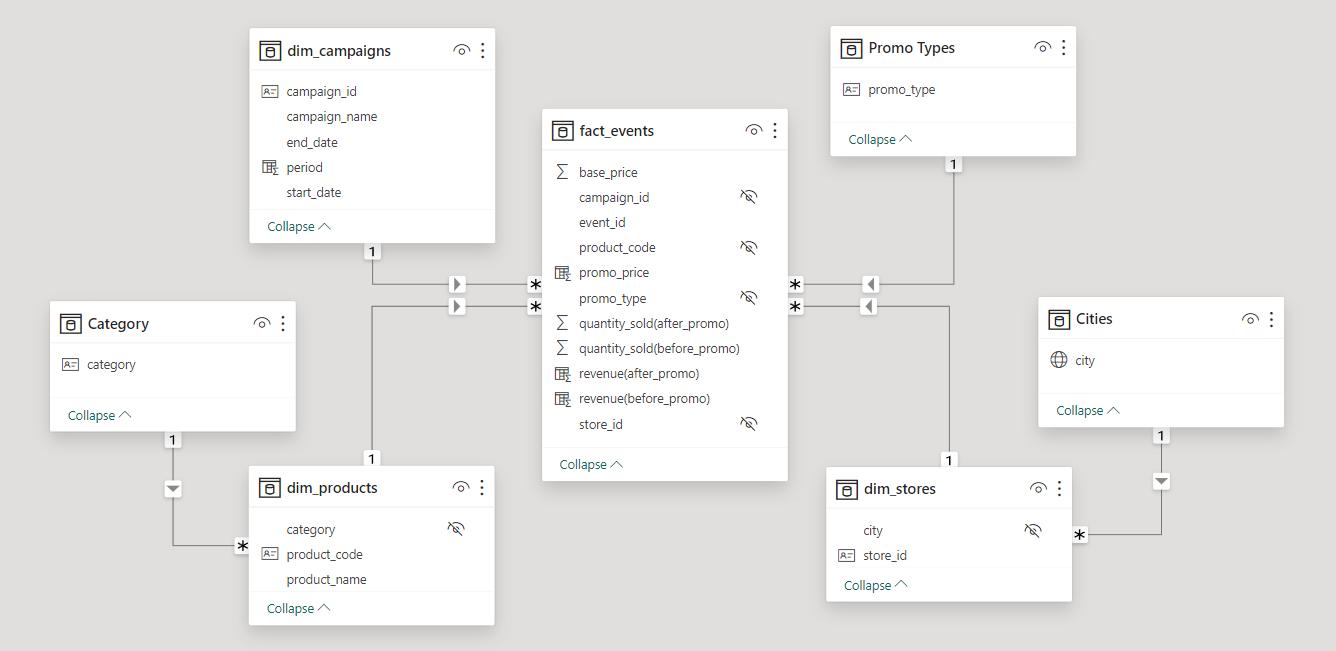 dim_campaigns
campaign_id
campaign_name
end_date
period
start_date
Collapse
1
Promo Types
promo_type
Collapse
1
fact_events
base_price
campaign_id
event_id
product_code
promo_price
promo_type
quantity_sold(after_promo)
quantity_sold(before_promo)
revenue(after_promo)
revenue(before_promo)
store_id
Collapse
*
*
*
*
Category
category
Collapse
1
*
Cities
city
Collapse
1
*
1
dim_products
category
product_code
product_name
Collapse
1
dim_stores
city
store_id
Collapse